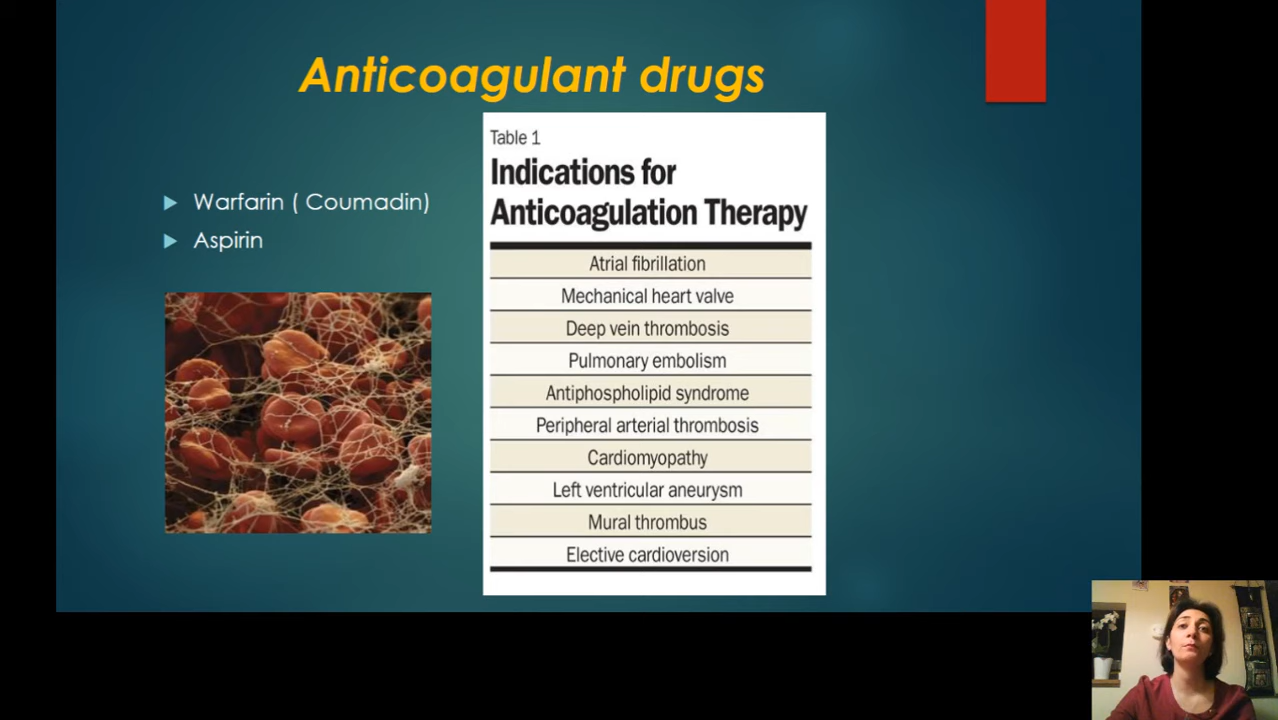 Anticoagulant drugs
Warfarin ( Coumadin)
Aspirin
Table 1
Indications for
Anticoagulation Therapy
Atrial fibrillation
Mechanical heart valve
Deep vein thrombosis
Pulmonary embolism
Antiphospholipid syndrome
Peripheral arterial thrombosis
Cardiomyopathy
Left ventricular aneurysm
Mural thrombus
Elective cardioversion